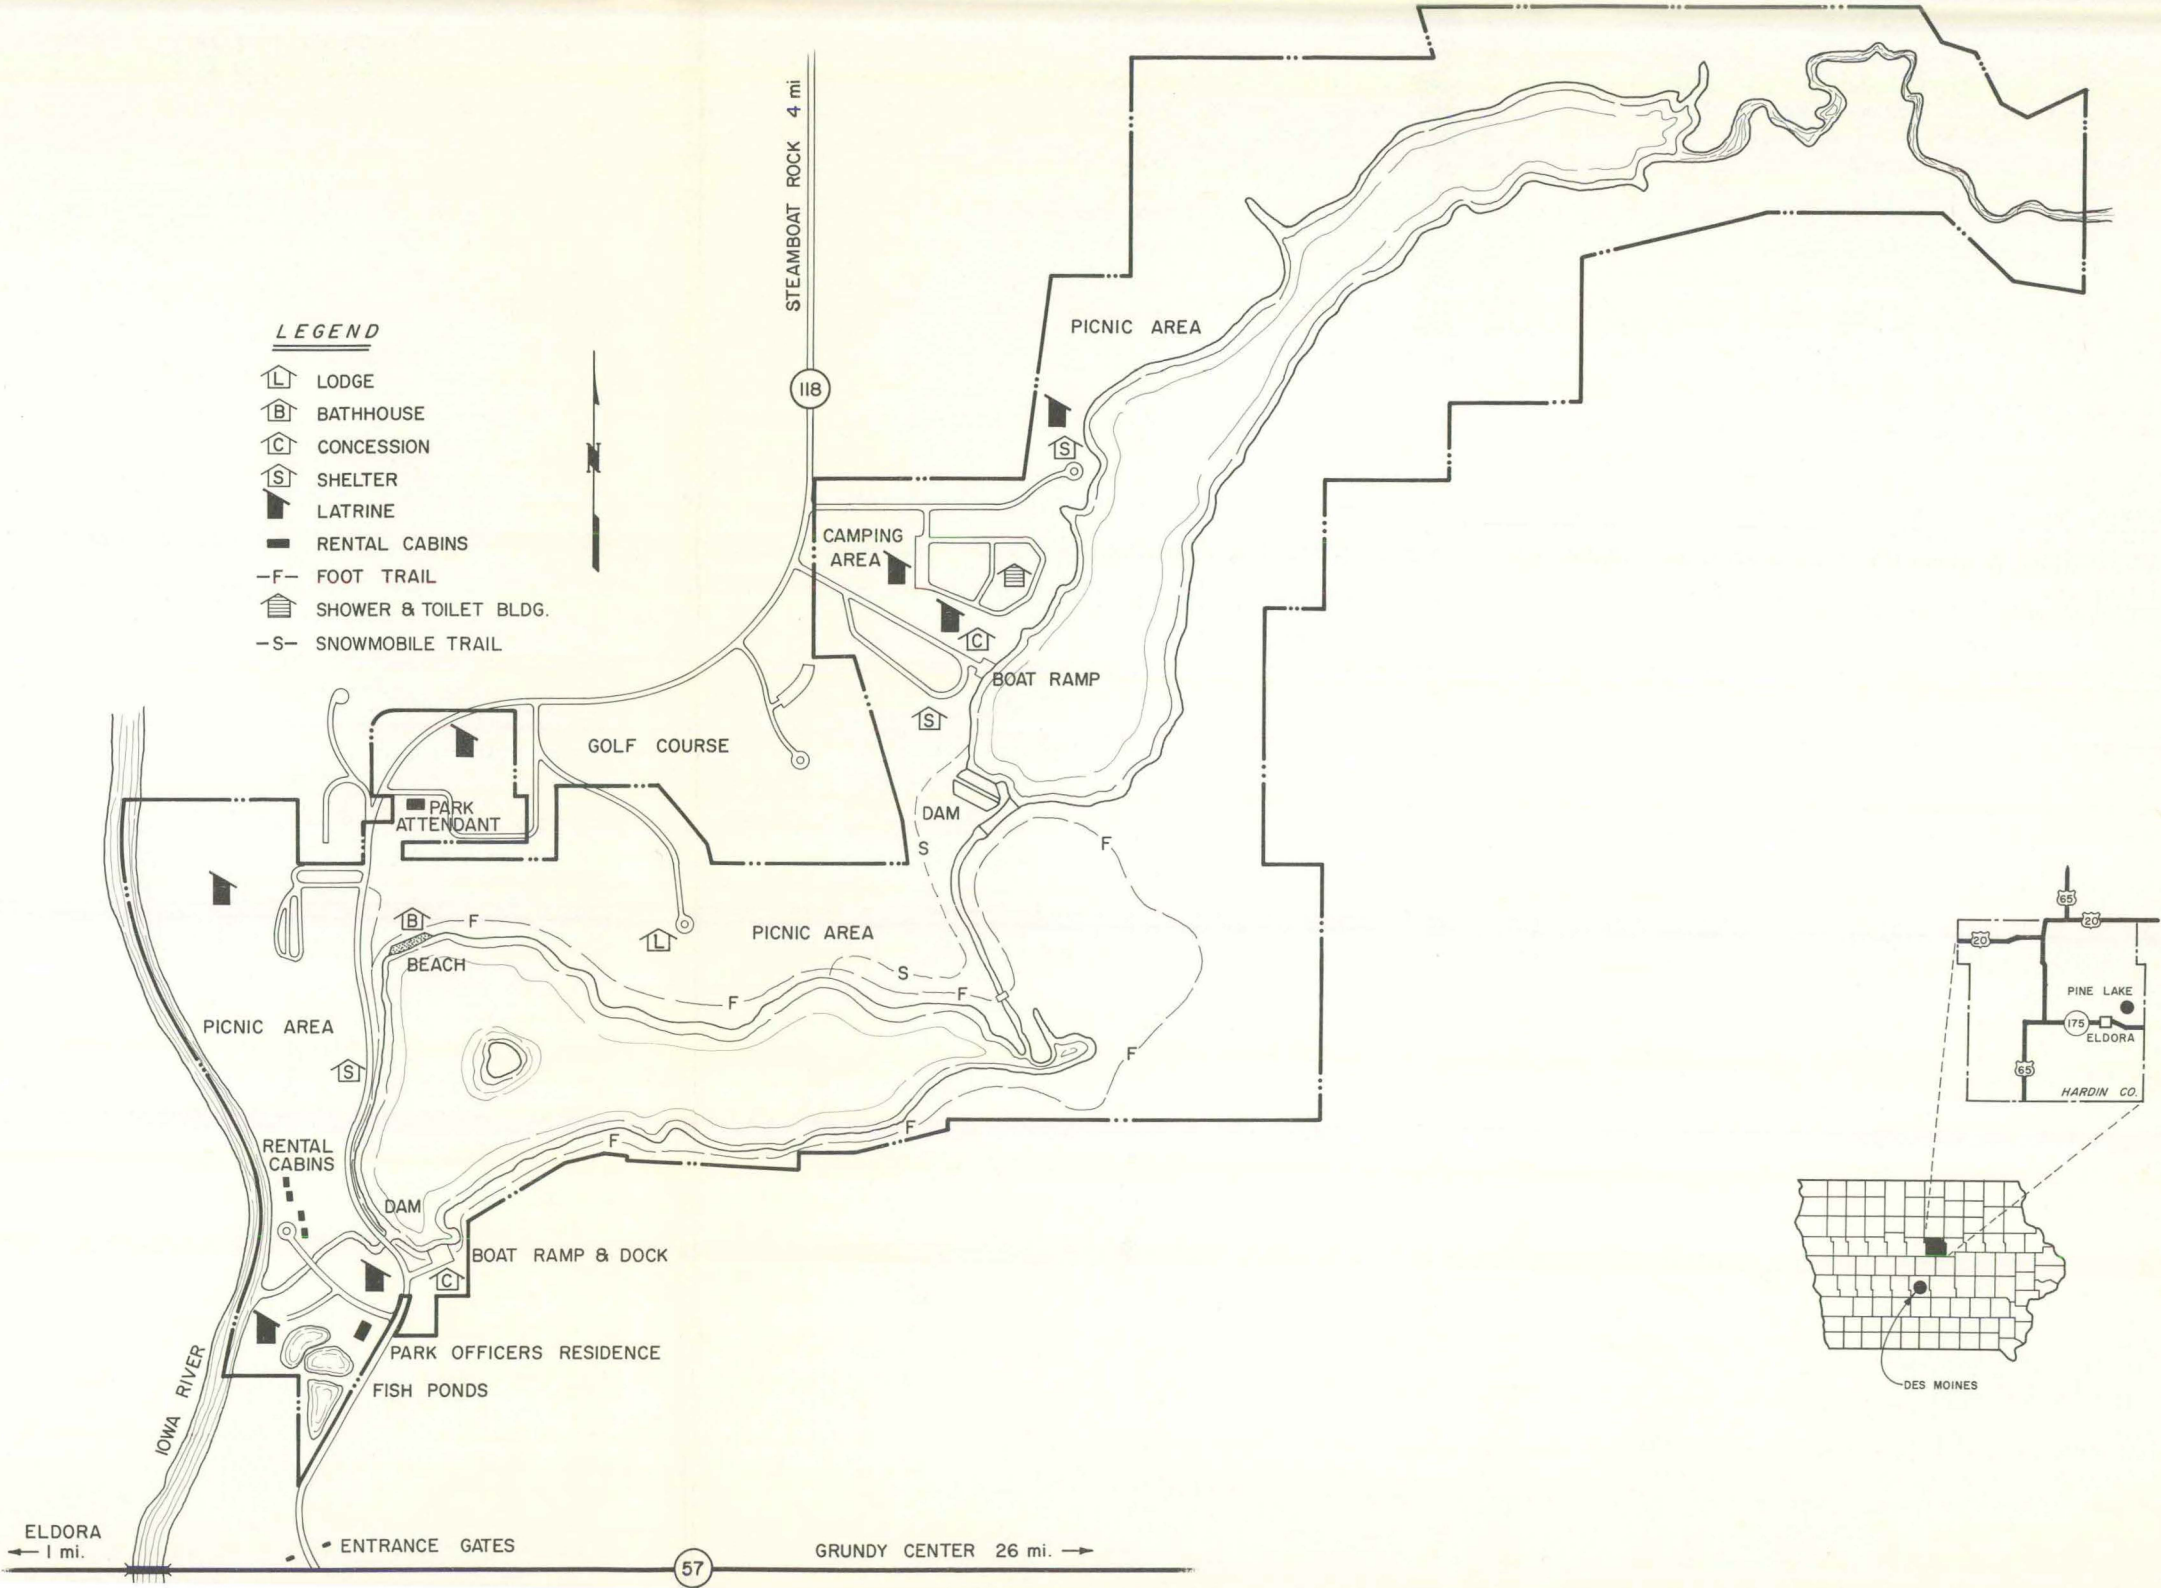 STEAMBOAT ROCK 4 mi
118
PICNIC AREA
LEGEND
L LODGE
B BATHHOUSE
C CONCESSION
S SHELTER
LATRINE
RENTAL CABINS
-F- FOOT TRAIL
SHOWER & TOILET BLDG.
-S- SNOWMOBILE TRAIL
N
S
CAMPING
AREA
C
BOAT RAMP
S
GOLF COURSE
PARK
ATTENDANT
DAM
S
F
B
F
L
PICNIC AREA
BEACH
S
F
F
PICNIC AREA
S
F
RENTAL
CABINS
F
F
DAM
BOAT RAMP & DOCK
C
PARK OFFICERS RESIDENCE
FISH PONDS
IOWA RIVER
ELDORA
1 mi.
ENTRANCE GATES
57
GRUNDY CENTER 26 mi.
65
20
20
PINE LAKE
175
ELDORA
65
HARDIN CO.
DES MOINES